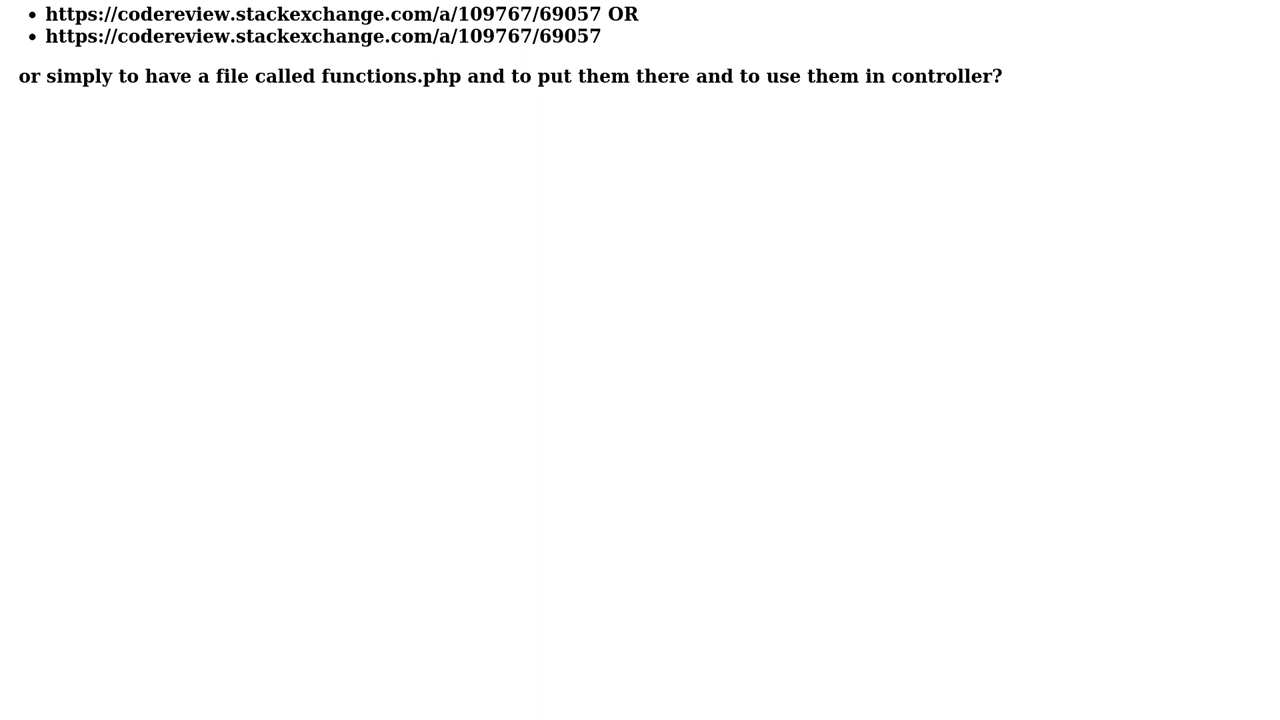 • https://codereview.stackexchange.com/a/109767/69057 OR
• https://codereview.stackexchange.com/a/109767/69057
or simply to have a file called functions.php and to put them there and to use them in controller?